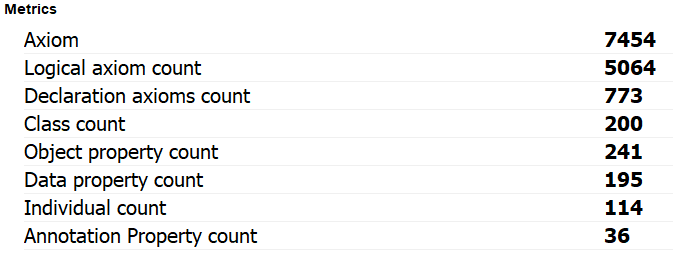 Metrics
Axiom 7454
Logical axiom count 5064
Declaration axioms count 773
Class count 200
Object property count 241
Data property count 195
Individual count 114
Annotation Property count 36